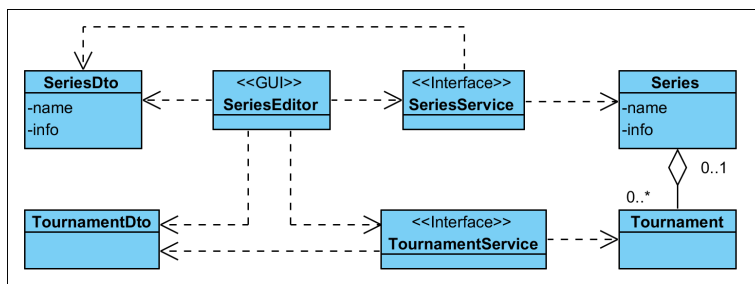 SeriesDto
-name
-info
<<GUI>>
SeriesEditor
<<Interface>>
SeriesService
Series
-name
-info
0..1
0..*
TournamentDto
<<Interface>>
TournamentService
Tournament